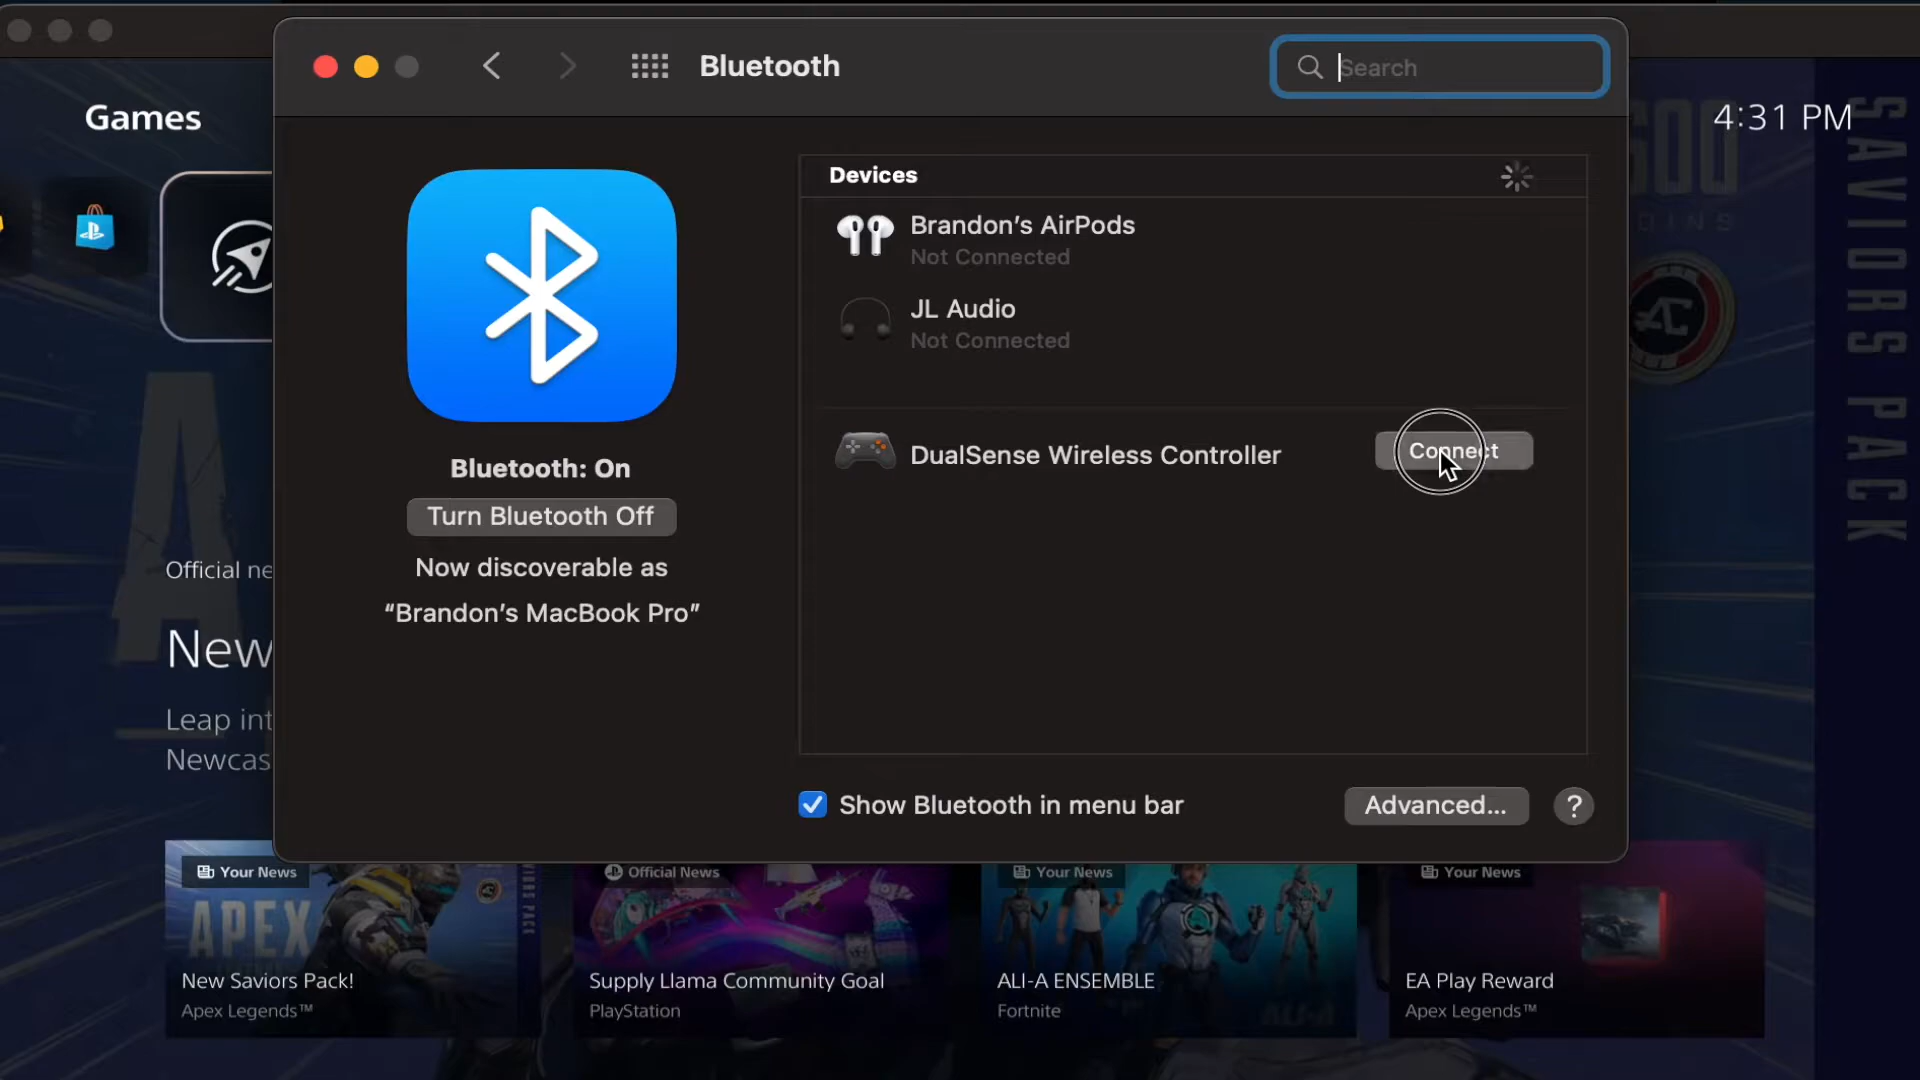 Bluetooth
Search
Games
4:31 PM
Devices
Brandon's AirPods
Not Connected
JL Audio
Not Connected
DualSense Wireless Controller
Connect
Bluetooth: On
Turn Bluetooth Off
Now discoverable as
“Brandon's MacBook Pro”
Show Bluetooth in menu bar
Advanced...
?
SAVIORS PACK
Official ne
New
Leap int
Newcas
Your News
APEX
New Saviors Pack!
Apex Legends™
Official News
Supply Llama Community Goal
PlayStation
Your News
ALI-A ENSEMBLE
Fortnite
ALI-A
Your News
EA Play Reward
Apex Legends™